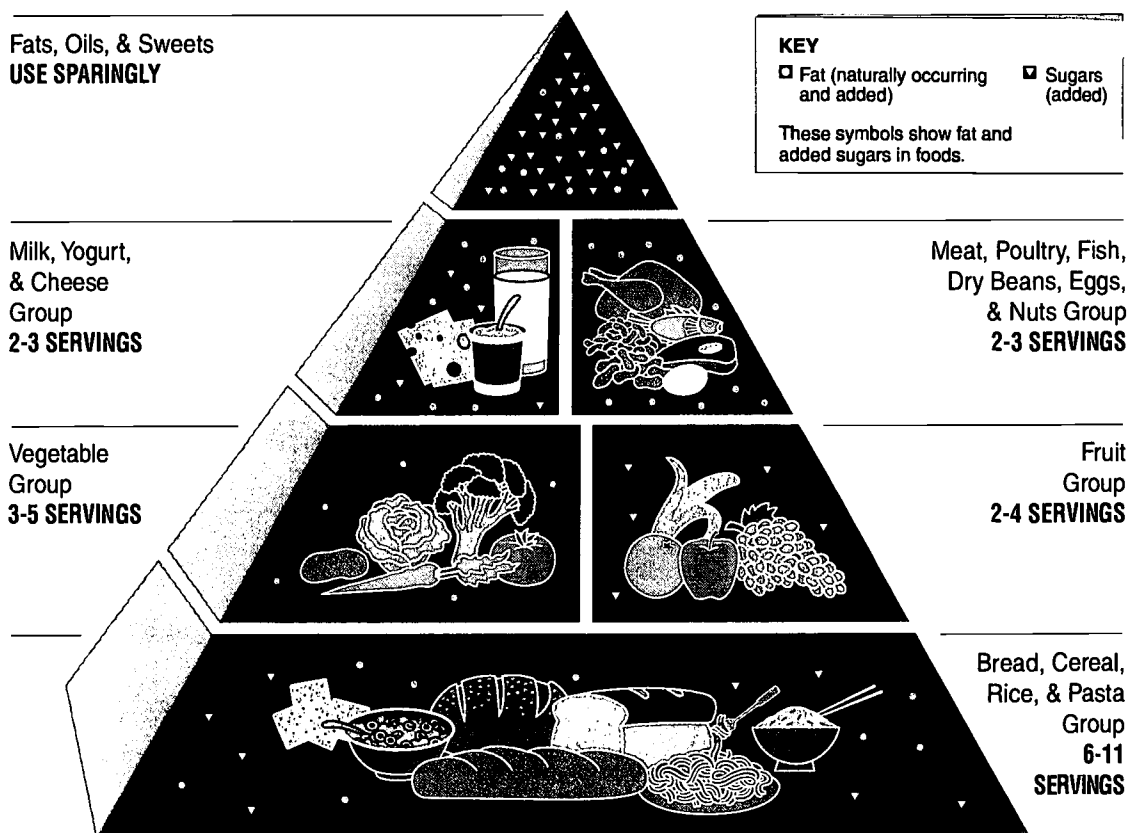 Fats, Oils, & Sweets
USE SPARINGLY
KEY
Fat (naturally occurring
and added)
Sugars
(added)
These symbols show fat and
added sugars in foods.
Milk, Yogurt,
& Cheese
Group
2-3 SERVINGS
Meat, Poultry, Fish,
Dry Beans, Eggs,
& Nuts Group
2-3 SERVINGS
Vegetable
Group
3-5 SERVINGS
Fruit
Group
2-4 SERVINGS
Bread, Cereal,
Rice, & Pasta
Group
6-11
SERVINGS